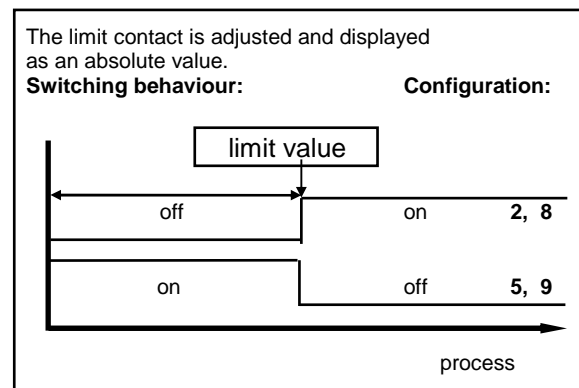 The limit contact is adjusted and displayed
as an absolute value.
Switching behaviour: Configuration:
limit value
off on 2, 8
on off 5, 9
process